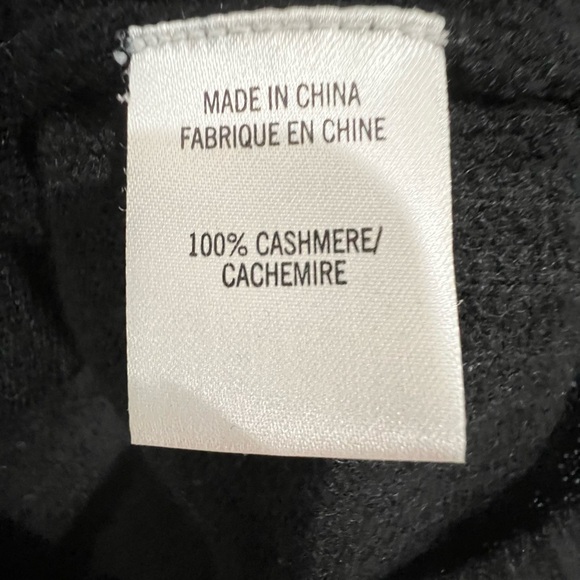 MADE IN CHINA
FABRIQUE EN CHINE
100% CASHMERE/
CACHEMIRE